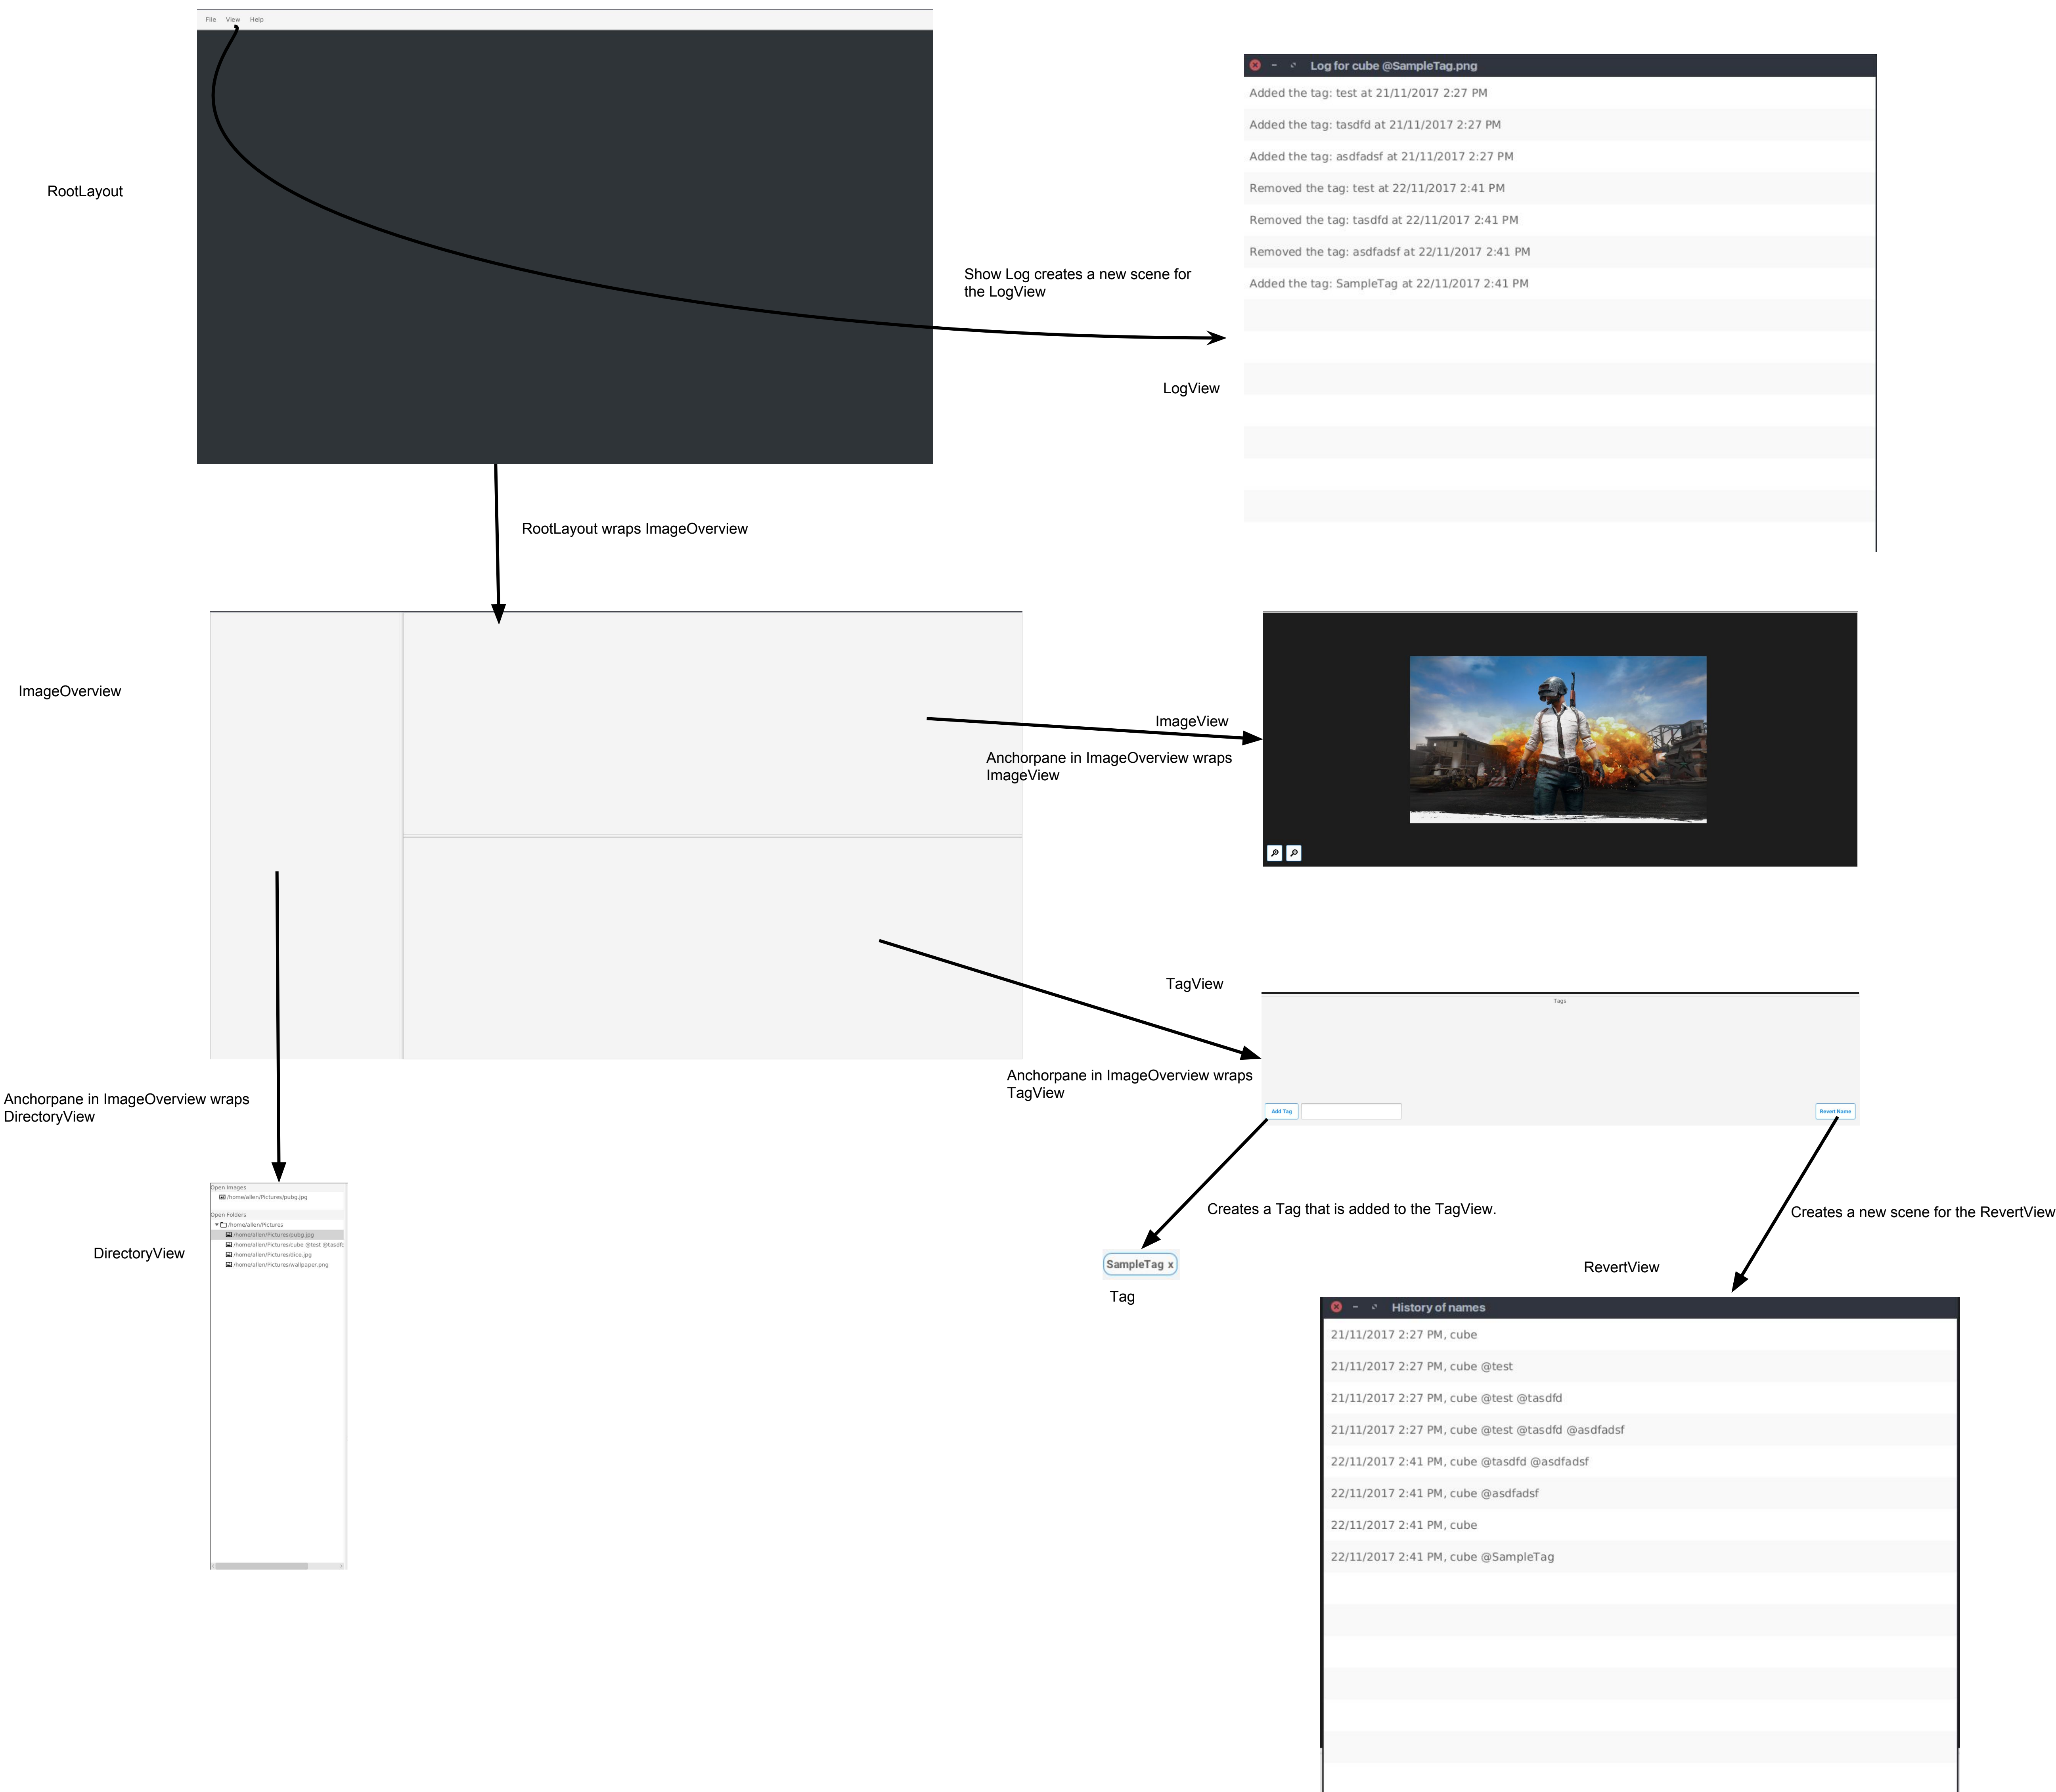 File View Help
RootLayout
Log for cube @SampleTag.png
Added the tag: test at 21/11/2017 2:27 PM
Added the tag: tasdfd at 21/11/2017 2:27 PM
Added the tag: asdfadsf at 21/11/2017 2:27 PM
Removed the tag: test at 22/11/2017 2:41 PM
Removed the tag: tasdfd at 22/11/2017 2:41 PM
Removed the tag: asdfadsf at 22/11/2017 2:41 PM
Added the tag: SampleTag at 22/11/2017 2:41 PM
Show Log creates a new scene for
the LogView
LogView
RootLayout wraps ImageOverview
ImageOverview
ImageView
Anchorpane in ImageOverview wraps
ImageView
TagView
Anchorpane in ImageOverview wraps
TagView
Tags
Add Tag
Revert Name
Anchorpane in ImageOverview wraps
DirectoryView
DirectoryView
Open Images
/home/allen/Pictures/pubg.jpg
Open Folders
/home/allen/Pictures
/home/allen/Pictures/pubg.jpg
/home/allen/Pictures/cube @test @tasdf
/home/allen/Pictures/dice.jpg
/home/allen/Pictures/wallpaper.png
Creates a Tag that is added to the TagView.
SampleTag x
Tag
Creates a new scene for the RevertView
RevertView
History of names
21/11/2017 2:27 PM, cube
21/11/2017 2:27 PM, cube @test
21/11/2017 2:27 PM, cube @test @tasdfd
21/11/2017 2:27 PM, cube @test @tasdfd @asdfadsf
22/11/2017 2:41 PM, cube @tasdfd @asdfadsf
22/11/2017 2:41 PM, cube @asdfadsf
22/11/2017 2:41 PM, cube
22/11/2017 2:41 PM, cube @SampleTag